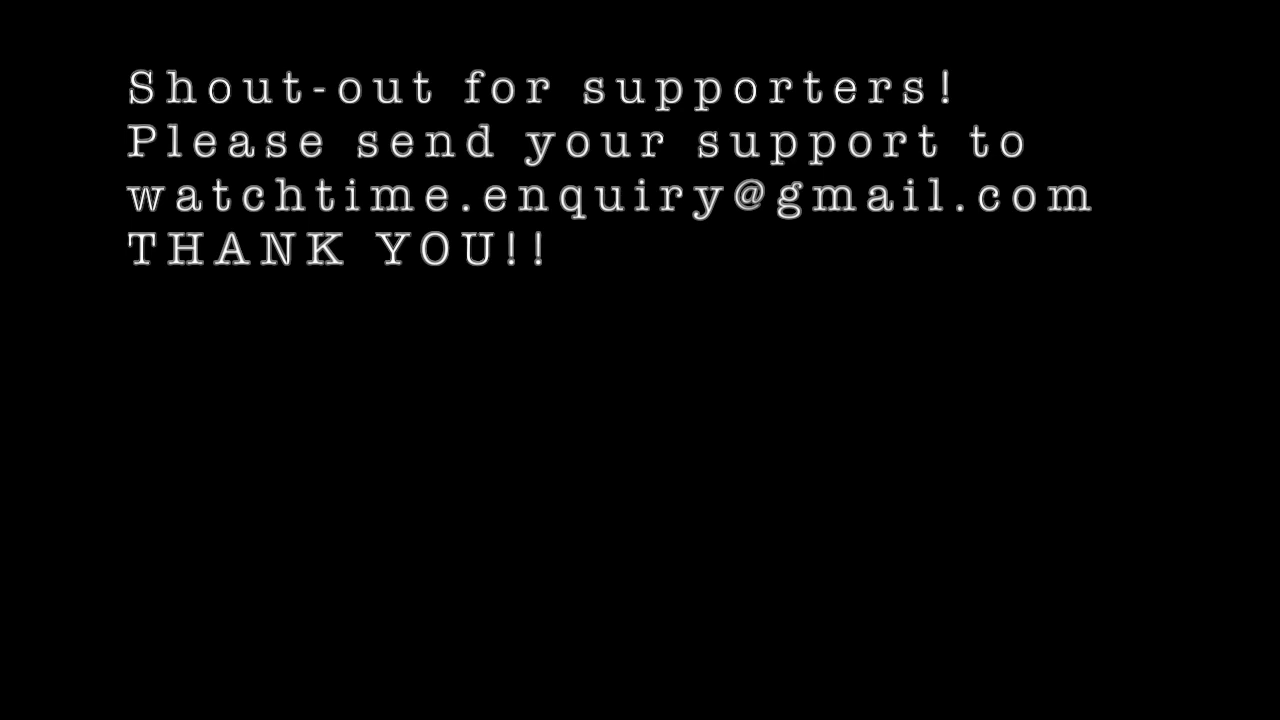 Shout-out for supporters!
Please send your support to
watchtime.enquiry@gmail.com
THANK YOU!!